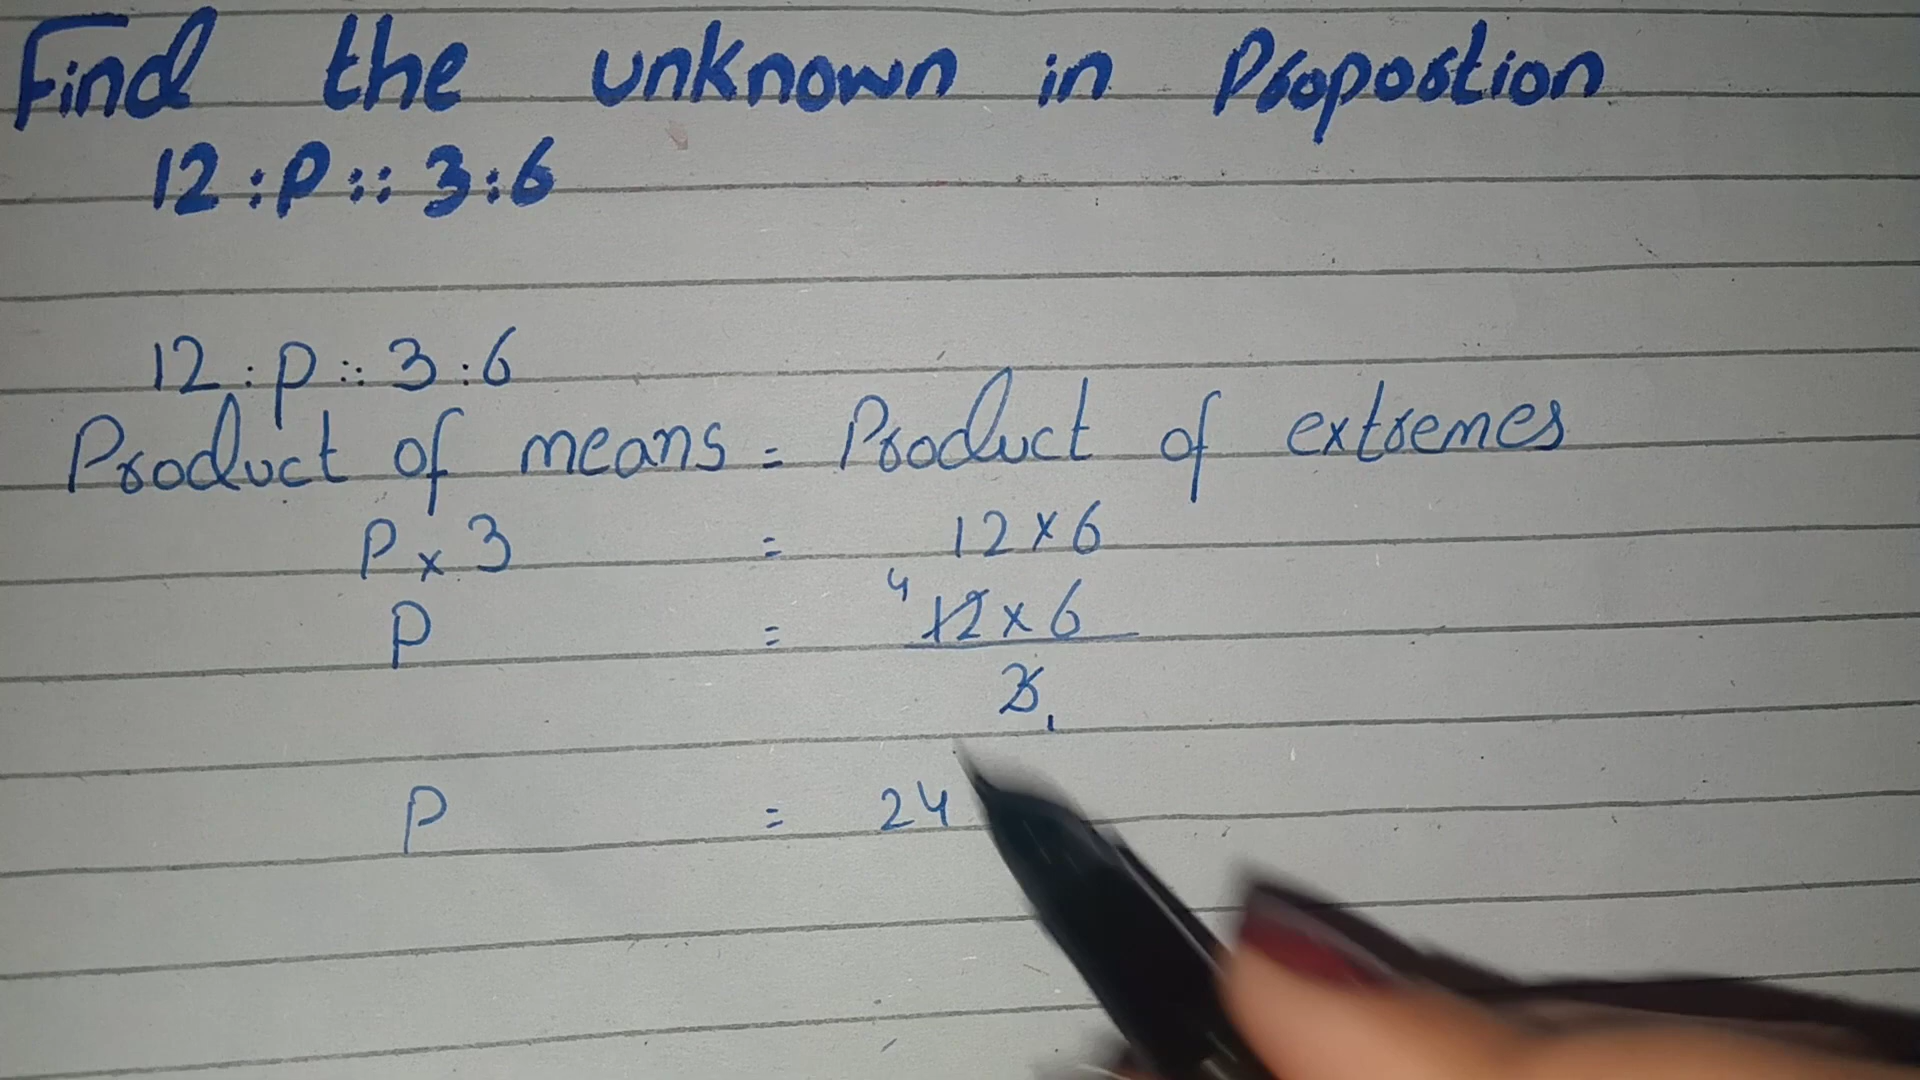 Find the unknown in Proportion
12:P::3:6
12:p::3:6
Product of means = Product of extremes
P x 3 = 12 x 6
4
P = 12 x 6
3
1
P = 24